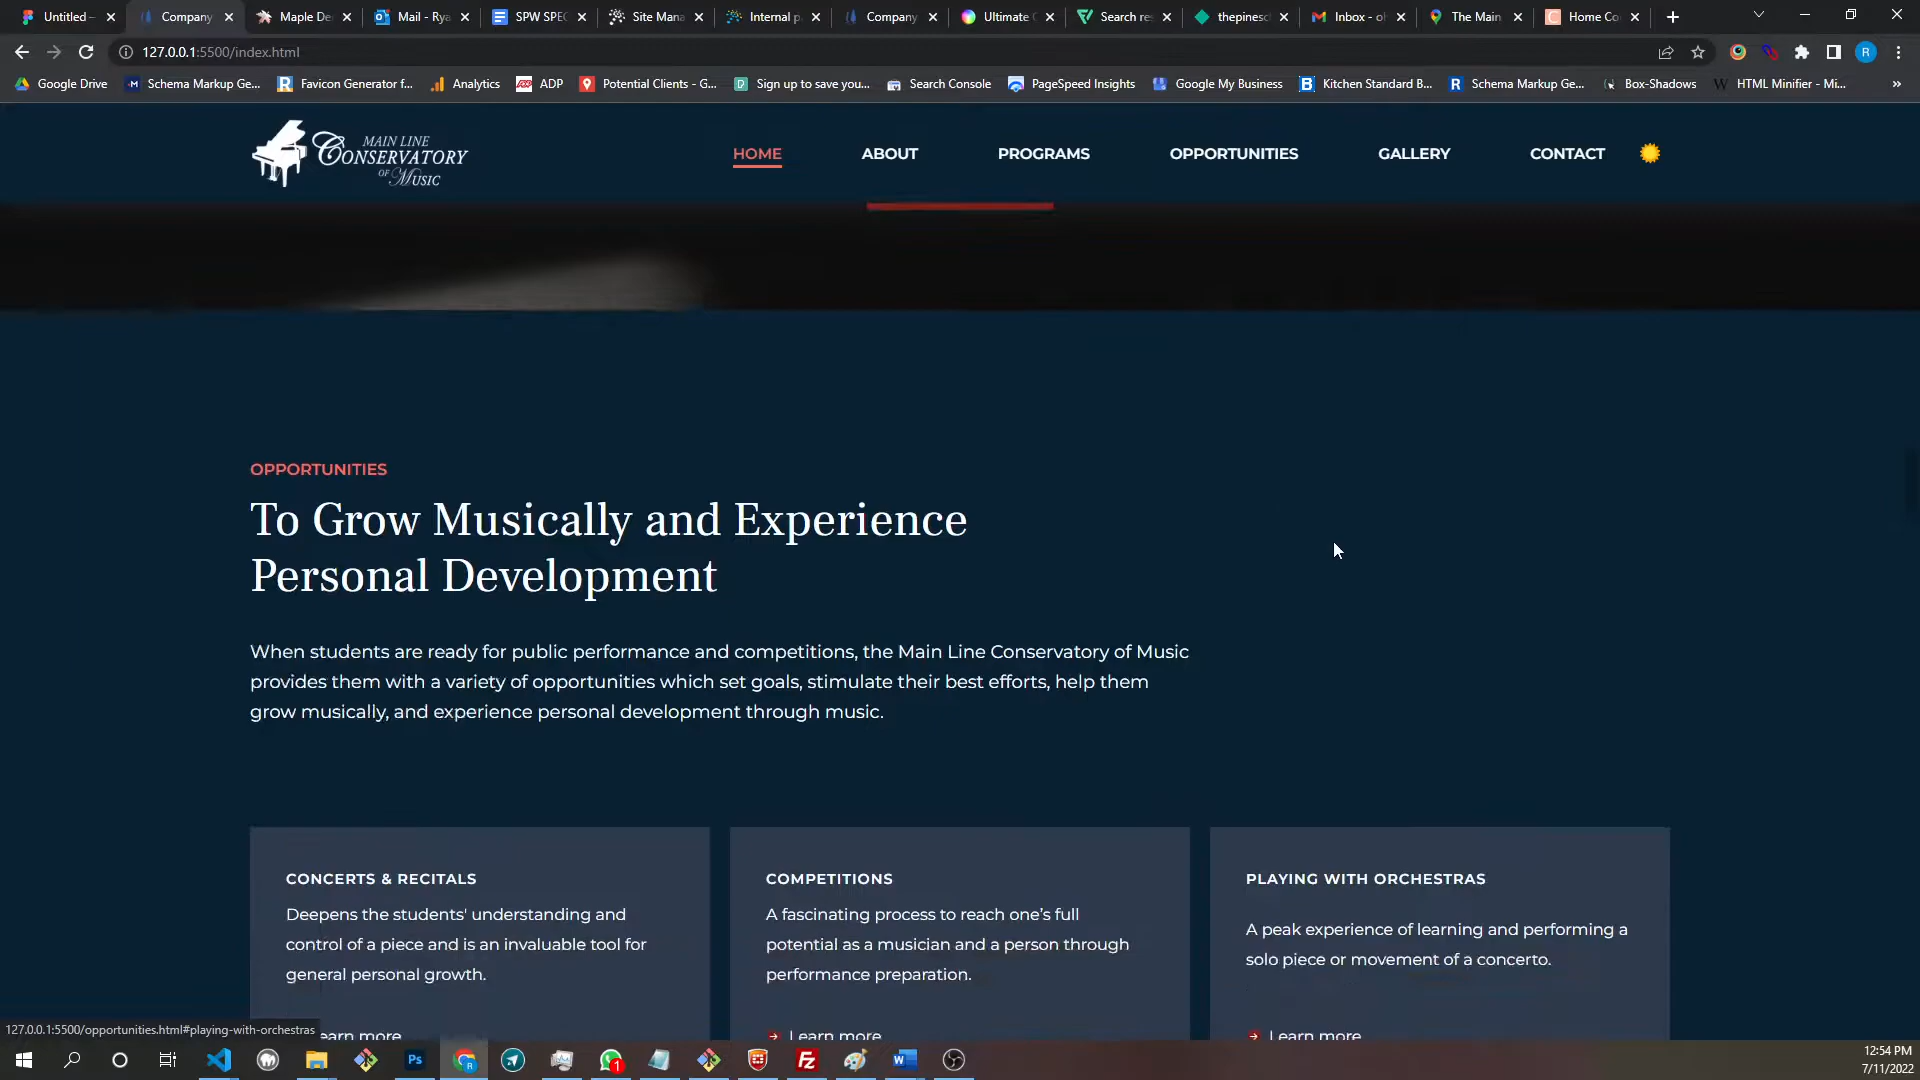 Untitled –
Company
Maple De
Mail - Rya
SPW SPEC
Site Mana
Internal p
Company
Ultimate C
Search res
thepinesc
Inbox - ol
The Main
Home Co
127.0.0.1:5500/index.html
R
Google Drive
Schema Markup Ge...
Favicon Generator f...
Analytics
ADP
Potential Clients - G...
Sign up to save you...
Search Console
PageSpeed Insights
Google My Business
Kitchen Standard B...
Schema Markup Ge...
Box-Shadows
HTML Minifier - Mi...
»
MAIN LINE
CONSERVATORY
OF MUSIC
HOME
ABOUT
PROGRAMS
OPPORTUNITIES
GALLERY
CONTACT
OPPORTUNITIES
To Grow Musically and Experience
Personal Development
When students are ready for public performance and competitions, the Main Line Conservatory of Music
provides them with a variety of opportunities which set goals, stimulate their best efforts, help them
grow musically, and experience personal development through music.
CONCERTS & RECITALS
Deepens the students' understanding and
control of a piece and is an invaluable tool for
general personal growth.
earn more
COMPETITIONS
A fascinating process to reach one’s full
potential as a musician and a person through
performance preparation.
Learn more
PLAYING WITH ORCHESTRAS
A peak experience of learning and performing a
solo piece or movement of a concerto.
Learn more
127.0.0.1:5500/opportunities.html#playing-with-orchestras
Ps
1
12:54 PM
7/11/2022